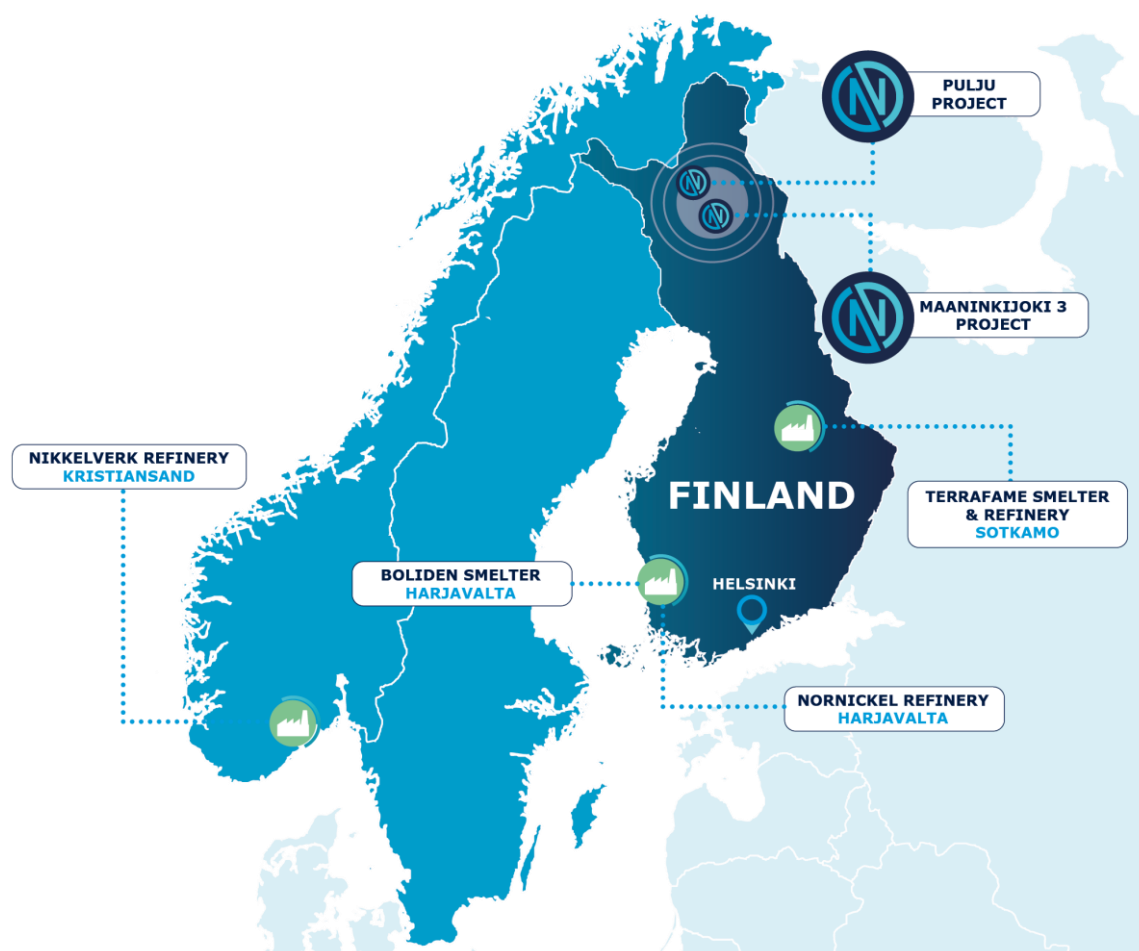 PULJU
PROJECT
MAANINKIJOKI 3
PROJECT
NIKKELVERK REFINERY
KRISTIANSAND
FINLAND
TERRAFAME SMELTER
& REFINERY
SOTKAMO
BOLIDEN SMELTER
HARJAVALTA
HELSINKI
NORNICKEL REFINERY
HARJAVALTA